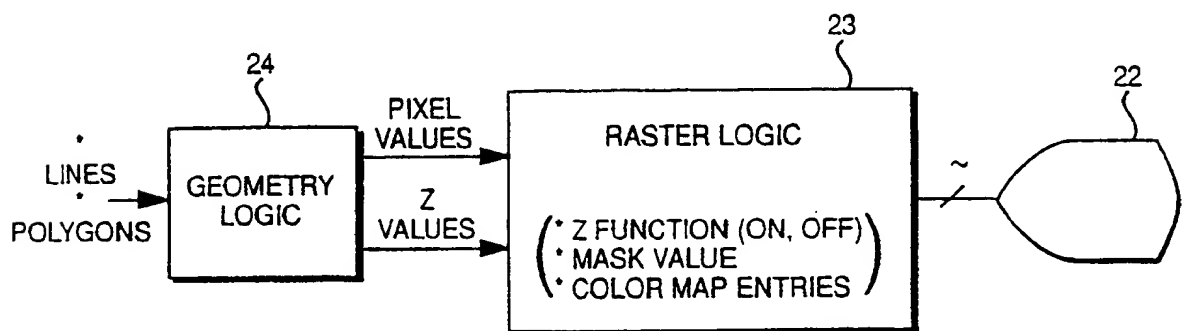 23
24
22
PIXEL
VALUES
RASTER LOGIC
~
*
LINES
*
POLYGONS
GEOMETRY
LOGIC
Z
VALUES
* Z FUNCTION (ON, OFF)
* MASK VALUE
* COLOR MAP ENTRIES